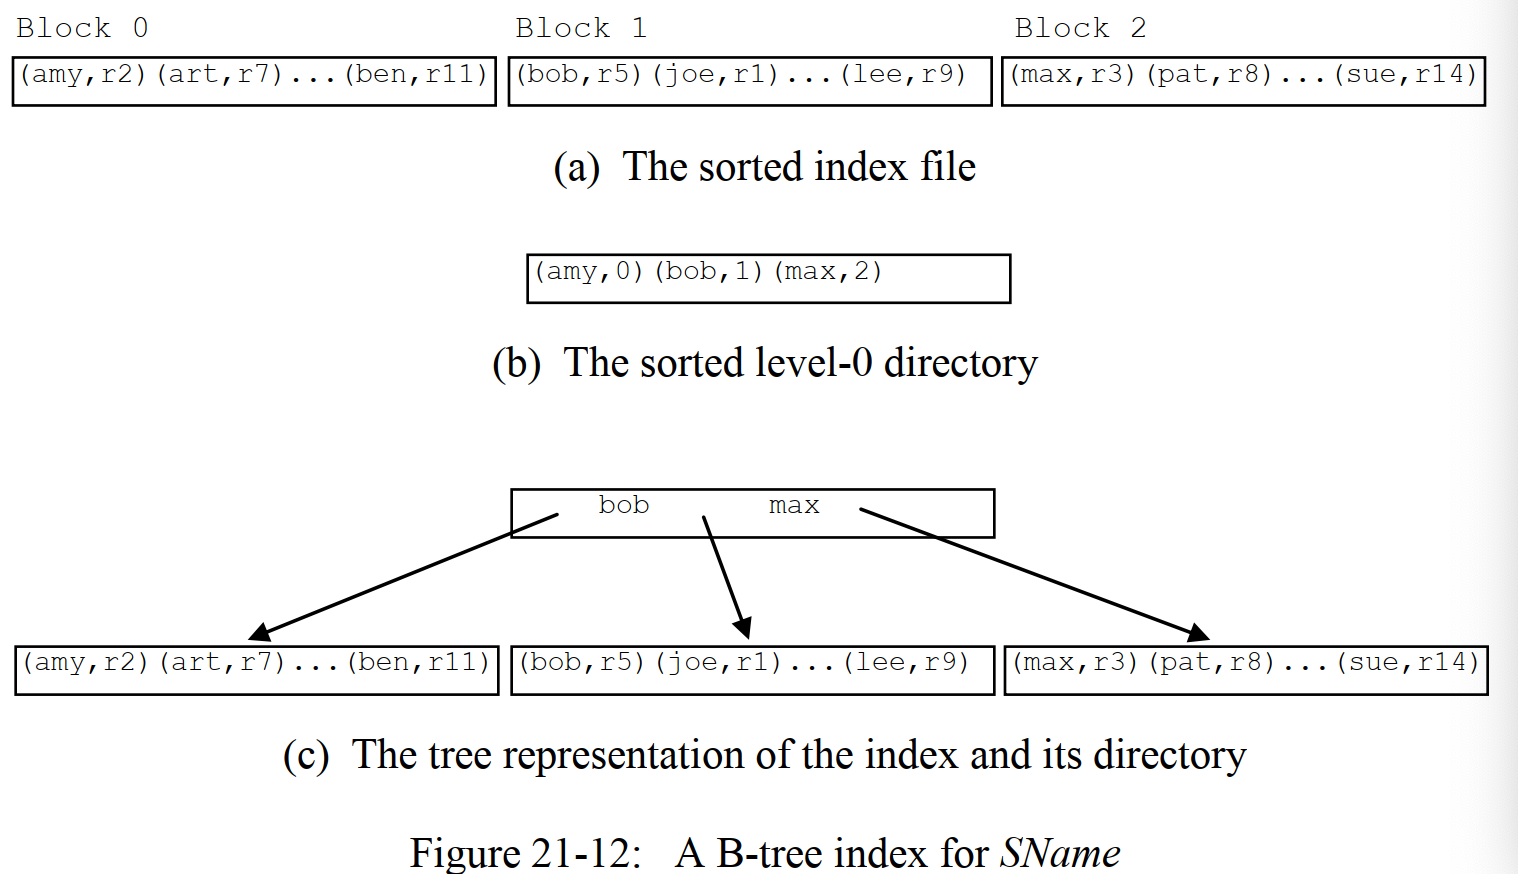 Block 0 Block 1 Block 2
(amy,r2)(art,r7)...(ben,r11) (bob,r5)(joe,r1)...(lee,r9) (max,r3)(pat,r8)...(sue,r14)
(a) The sorted index file
(amy,0)(bob,1)(max,2)
(b) The sorted level-0 directory
bob max
(amy,r2)(art,r7)...(ben,r11) (bob,r5)(joe,r1)...(lee,r9) (max,r3)(pat,r8)...(sue,r14)
(c) The tree representation of the index and its directory
Figure 21-12: A B-tree index for SName